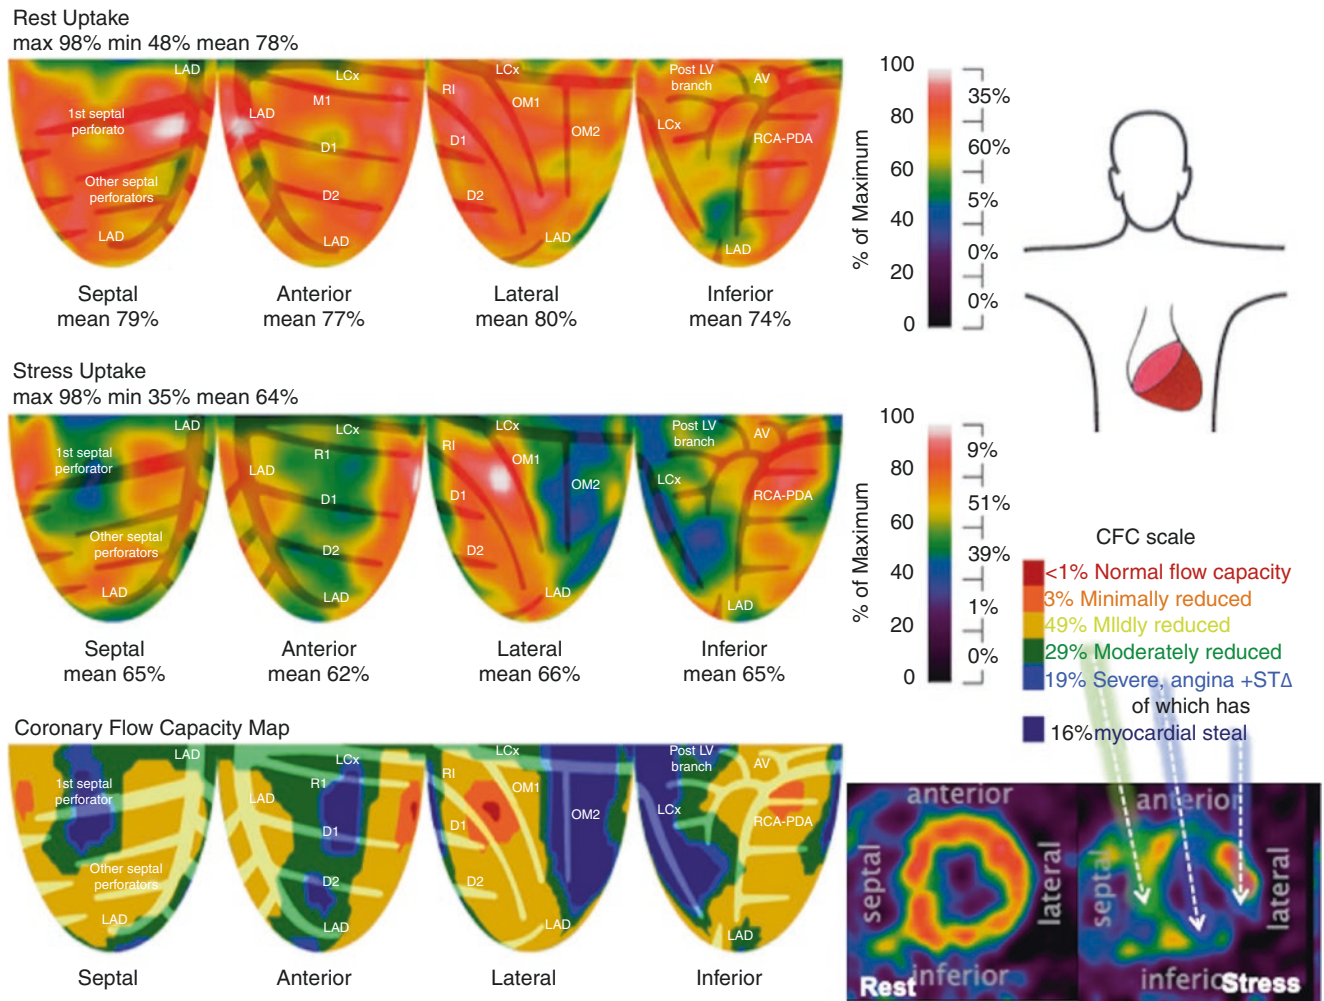 Rest Uptake
max 98% min 48% mean 78%
LAD
1st septal
perforato
Other septal
perforators
LAD
LCx
M1
LAD
D1
D2
LAD
LCx
RI
OM1
OM2
D1
D2
LAD
Post LV
branch
AV
LCx
RCA-PDA
LAD
Septal
mean 79%
Anterior
mean 77%
Lateral
mean 80%
Inferior
mean 74%
% of Maximum
100
80
60
40
20
0
35%
60%
5%
0%
0%
Stress Uptake
max 98% min 35% mean 64%
LAD
1st septal
perforator
Other septal
perforators
LAD
LCx
R1
LAD
D1
D2
LAD
LCx
RI
OM1
OM2
D1
D2
LAD
Post LV
branch
AV
LCx
RCA-PDA
LAD
Septal
mean 65%
Anterior
mean 62%
Lateral
mean 66%
Inferior
mean 65%
% of Maximum
100
80
60
40
20
0
9%
51%
39%
1%
0%
CFC scale
<1% Normal flow capacity
3% Minimally reduced
49% MIldly reduced
29% Moderately reduced
19% Severe, angina +STΔ
of which has
16% myocardial steal
Coronary Flow Capacity Map
LAD
1st septal
perforator
Other septal
perforators
LAD
LCx
R1
LAD
D1
D2
LAD
LCx
RI
OM1
OM2
D1
D2
LAD
Post LV
branch
AV
LCx
RCA-PDA
LAD
Septal
Anterior
Lateral
Inferior
anterior
septal
lateral
inferior
Rest
anterior
septal
lateral
inferio
Stress